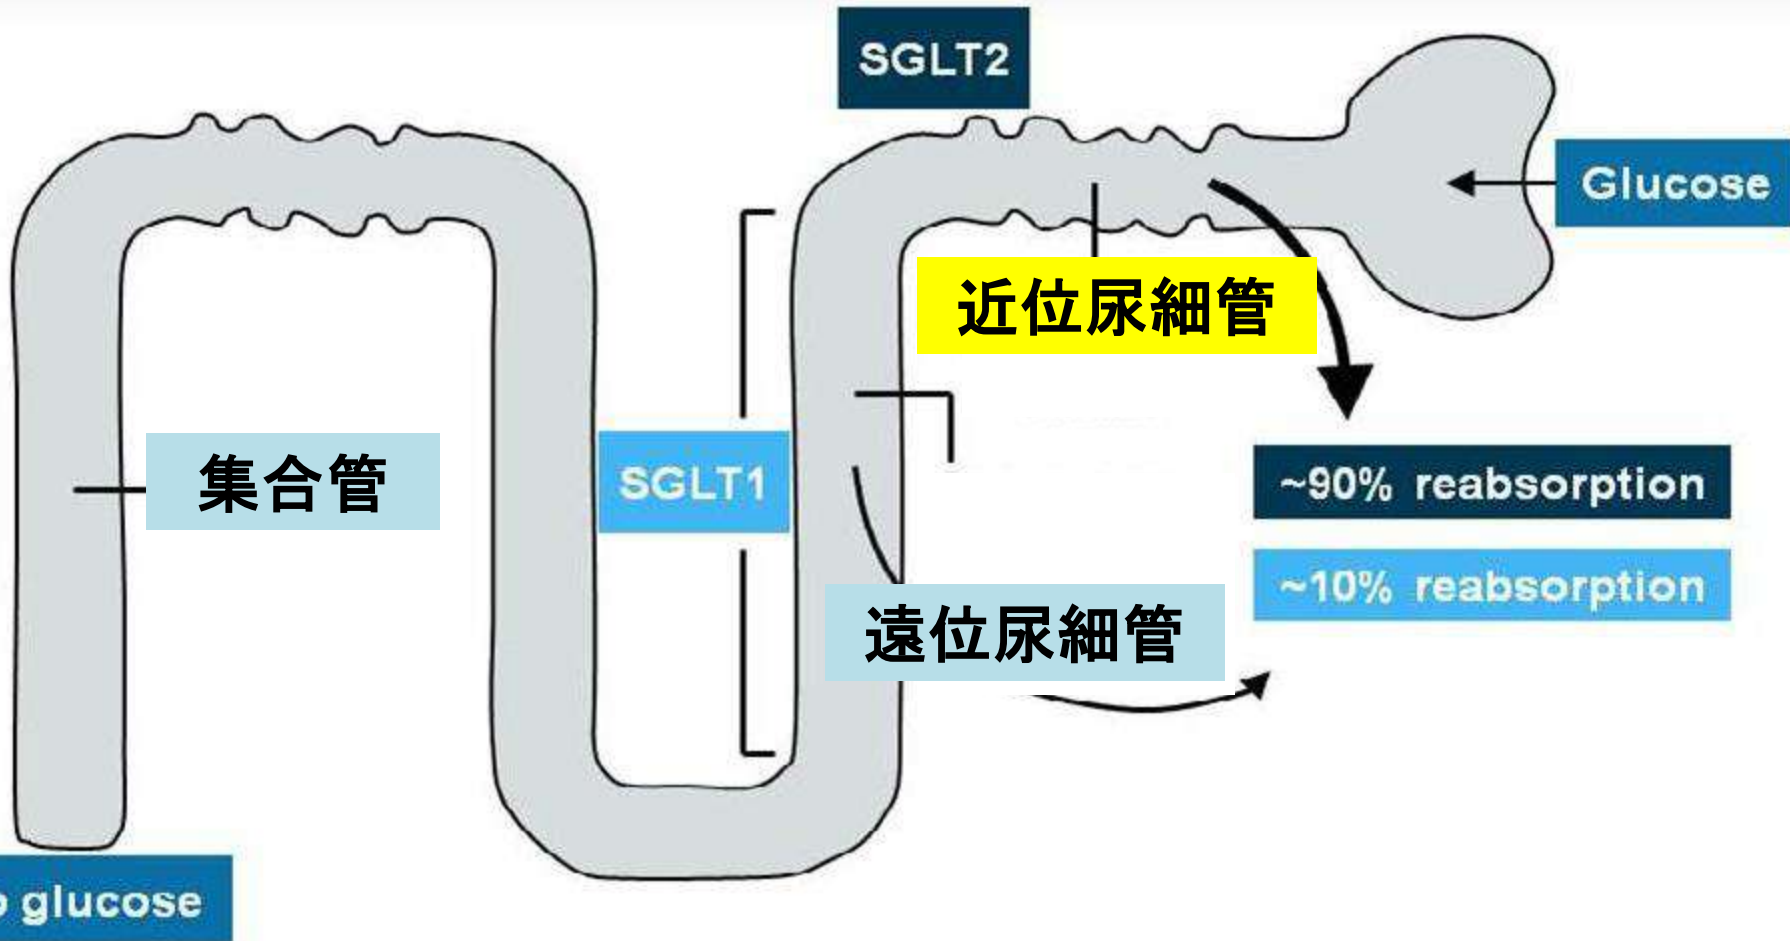 SGLT2
Glucose
近位尿細管
集合管
SGLT1
~90% reabsorption
~10% reabsorption
遠位尿細管
glucose